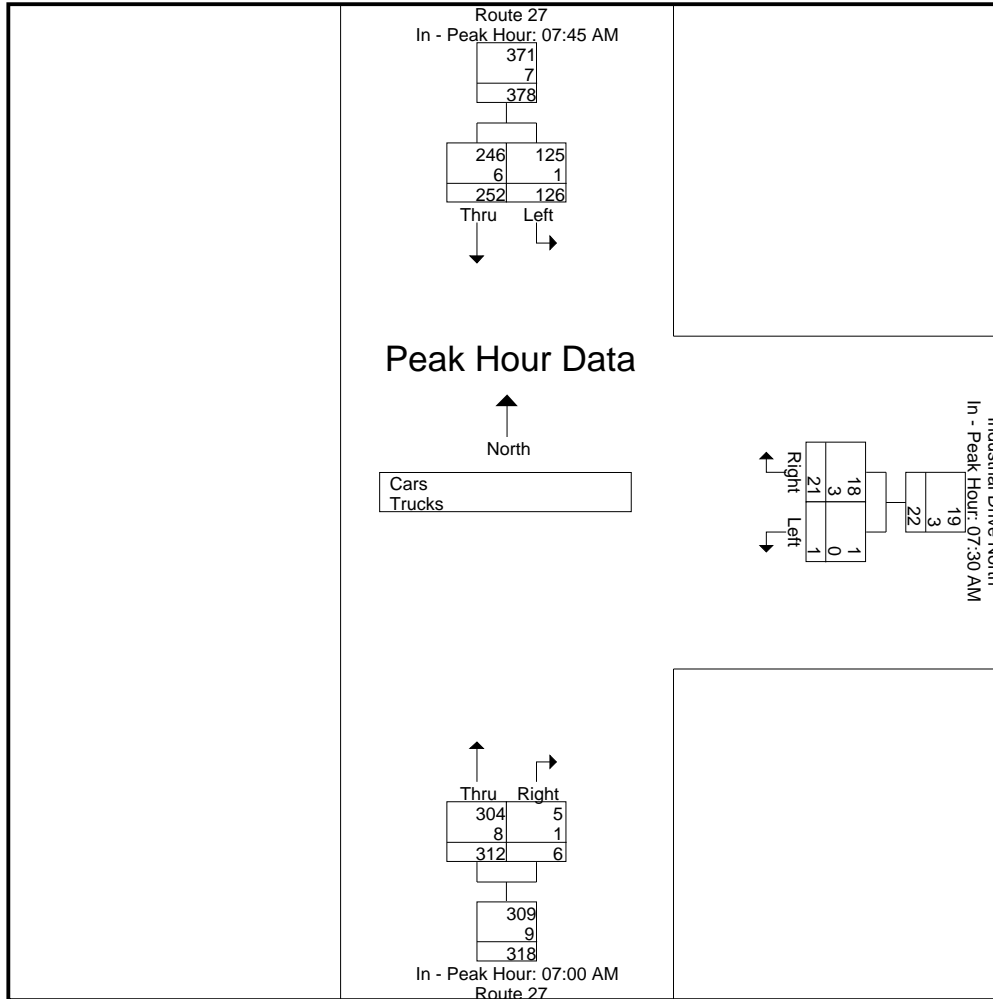 Route 27
In - Peak Hour: 07:45 AM
371
7
378
246 125
6 1
252 126
Thru Left
Peak Hour Data
North
Cars
Trucks
Industrial Drive North
In - Peak Hour: 07:30 AM
19
3
22
18 1
3 0
21 1
Right Left
Thru Right
304 5
8 1
312 6
309
9
318
In - Peak Hour: 07:00 AM
Route 27